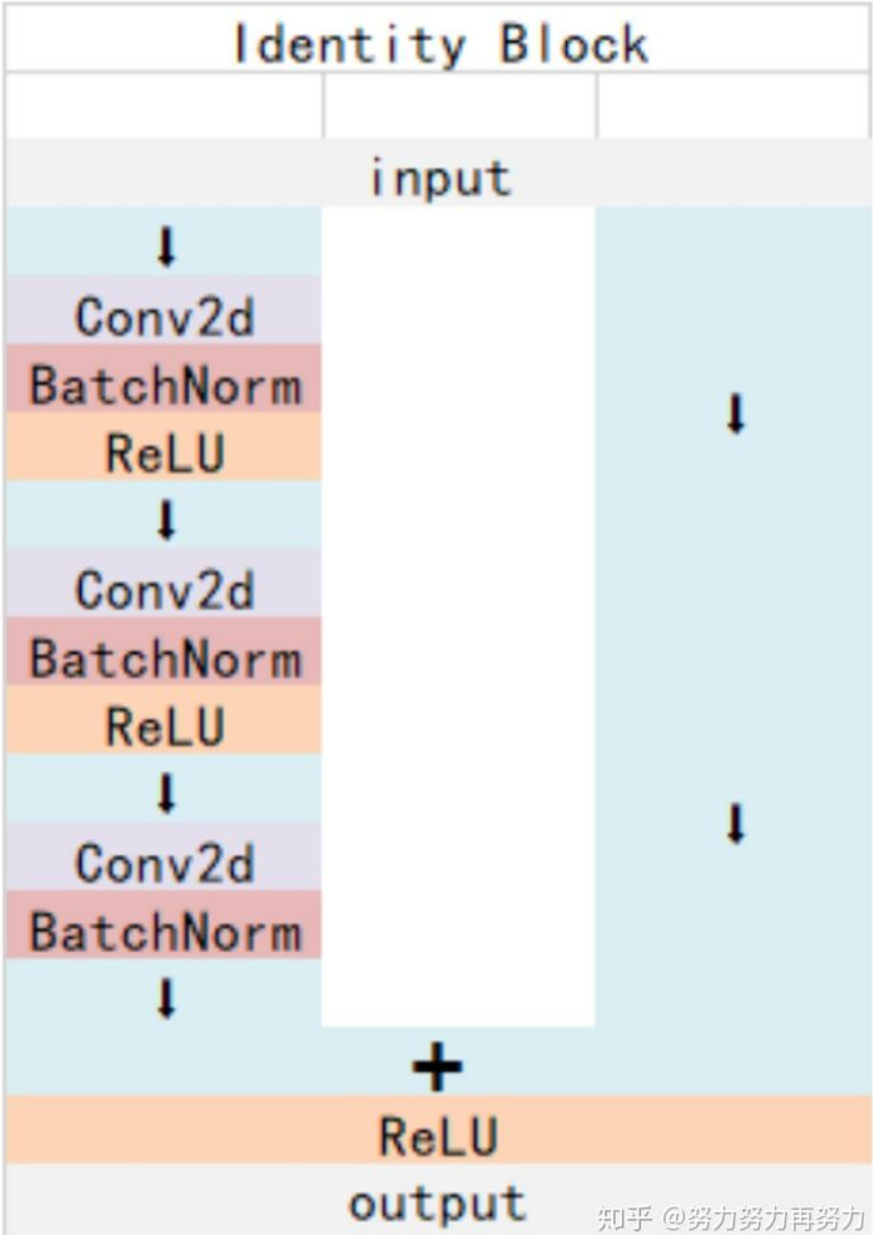 Identity Block
input
Conv2d
BatchNorm
ReLU
Conv2d
BatchNorm
ReLU
Conv2d
BatchNorm
+
ReLU
output
知乎 @努力努力再努力